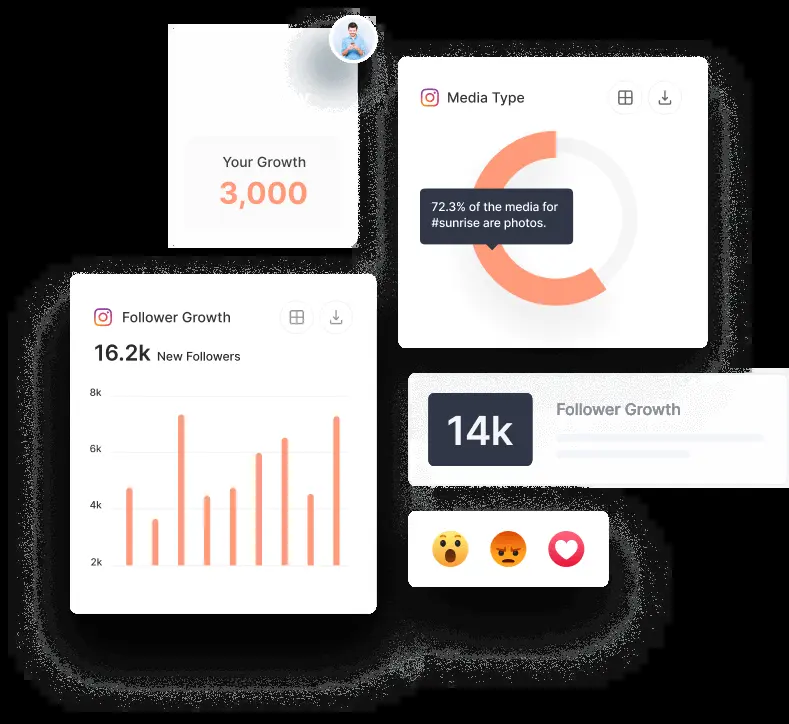 Your Growth
3,000
Media Type
72.3% of the media for
#sunrise are photos.
Follower Growth
16.2k New Followers
8k
6k
4k
2k
14k
Follower Growth